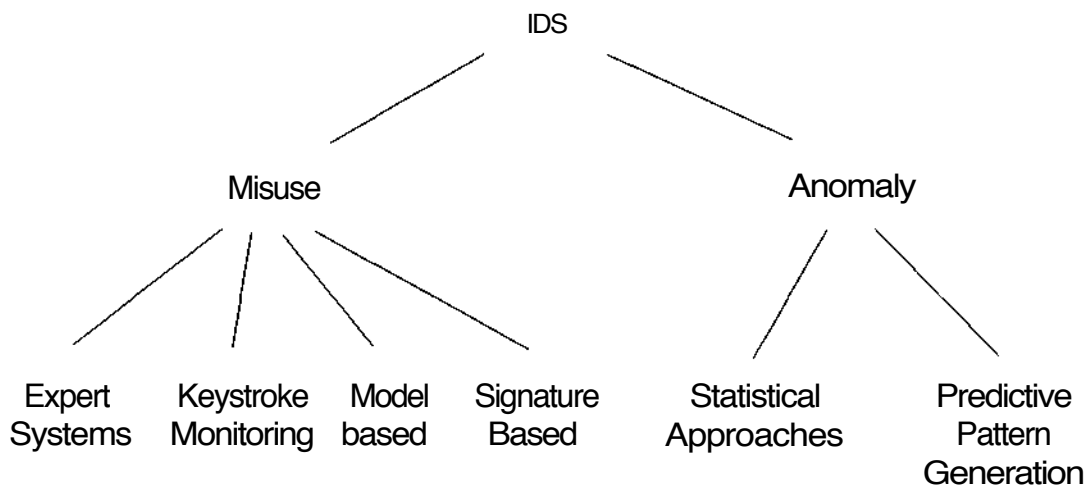 IDS
Misuse
Anomaly
Expert
Systems
Keystroke
Monitoring
Model
based
Signature
Based
Statistical
Approaches
Predictive
Pattern
Generation